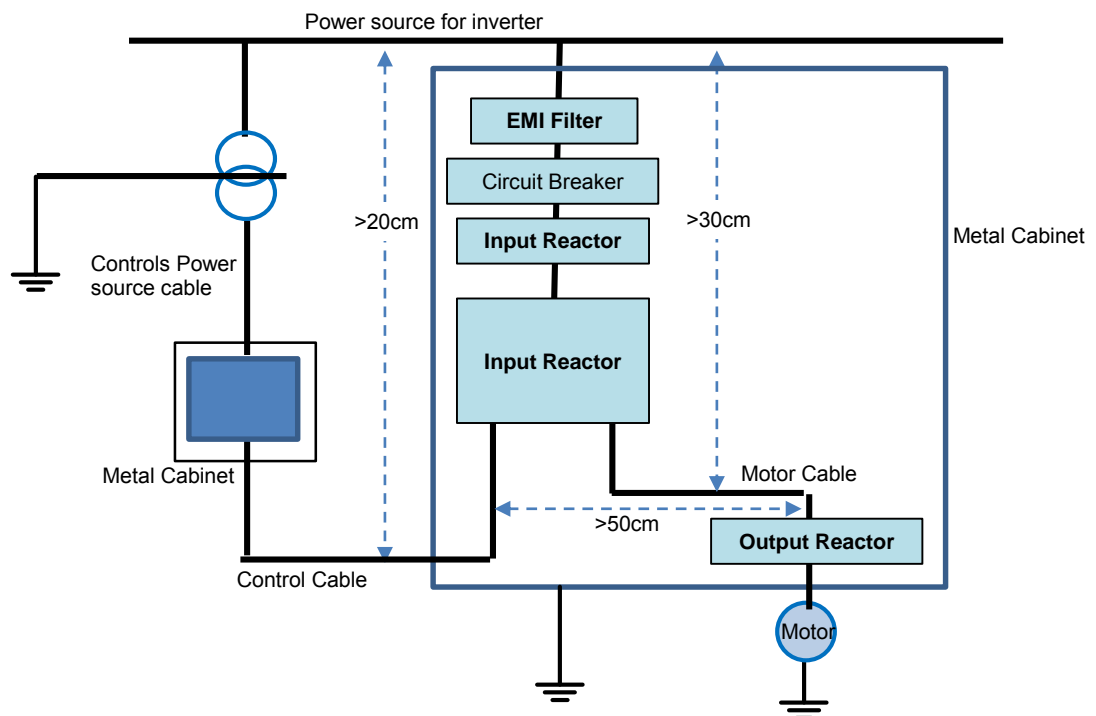 Power source for inverter
EMI Filter
Circuit Breaker
>20cm
>30cm
Input Reactor
Metal Cabinet
Controls Power
source cable
Input Reactor
Metal Cabinet
Motor Cable
>50cm
Output Reactor
Control Cable
Motor